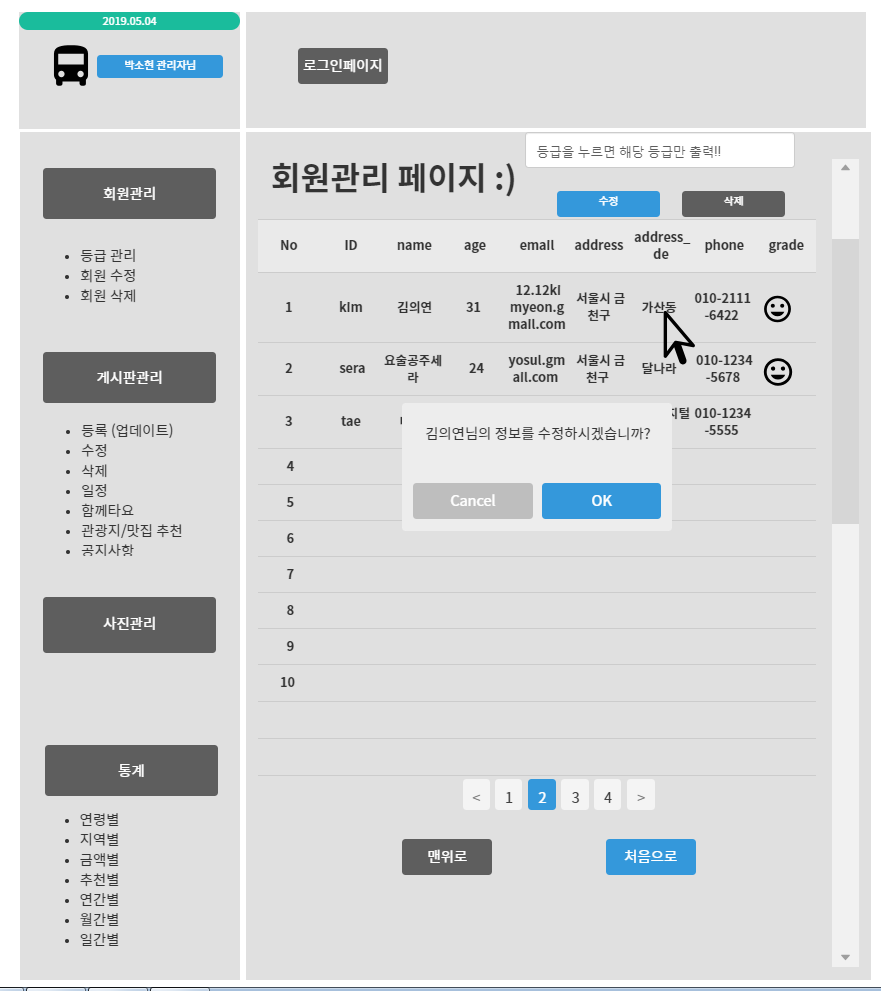 2019.05.04
박소현 관리자님
로그인페이지
회원관리
등급 관리
회원 수정
회원 삭제
게시판관리
등록 (업데이트)
수정
삭제
일정
함께타요
관광지/맛집 추천
공지사항
사진관리
통계
연령별
지역별
금액별
추천별
연간별
월간별
일간별
등급을 누르면 해당 등급만 출력!!
회원관리 페이지 :)
수정 삭제
No ID name age email address address_de phone grade
1 kim 김의연 31 12.12kimyeon.gmail.com 서울시 금천구 가산동 010-2111-6422
2 sera 요술공주세라 24 yosul.gmail.com 서울시 금천구 달나라 010-1234-5678
3 tae 지털 010-1234-5555
4
5
6
7
8
9
10
김의연님의 정보를 수정하시겠습니까?
Cancel OK
< 1 2 3 4 >
맨위로 처음으로